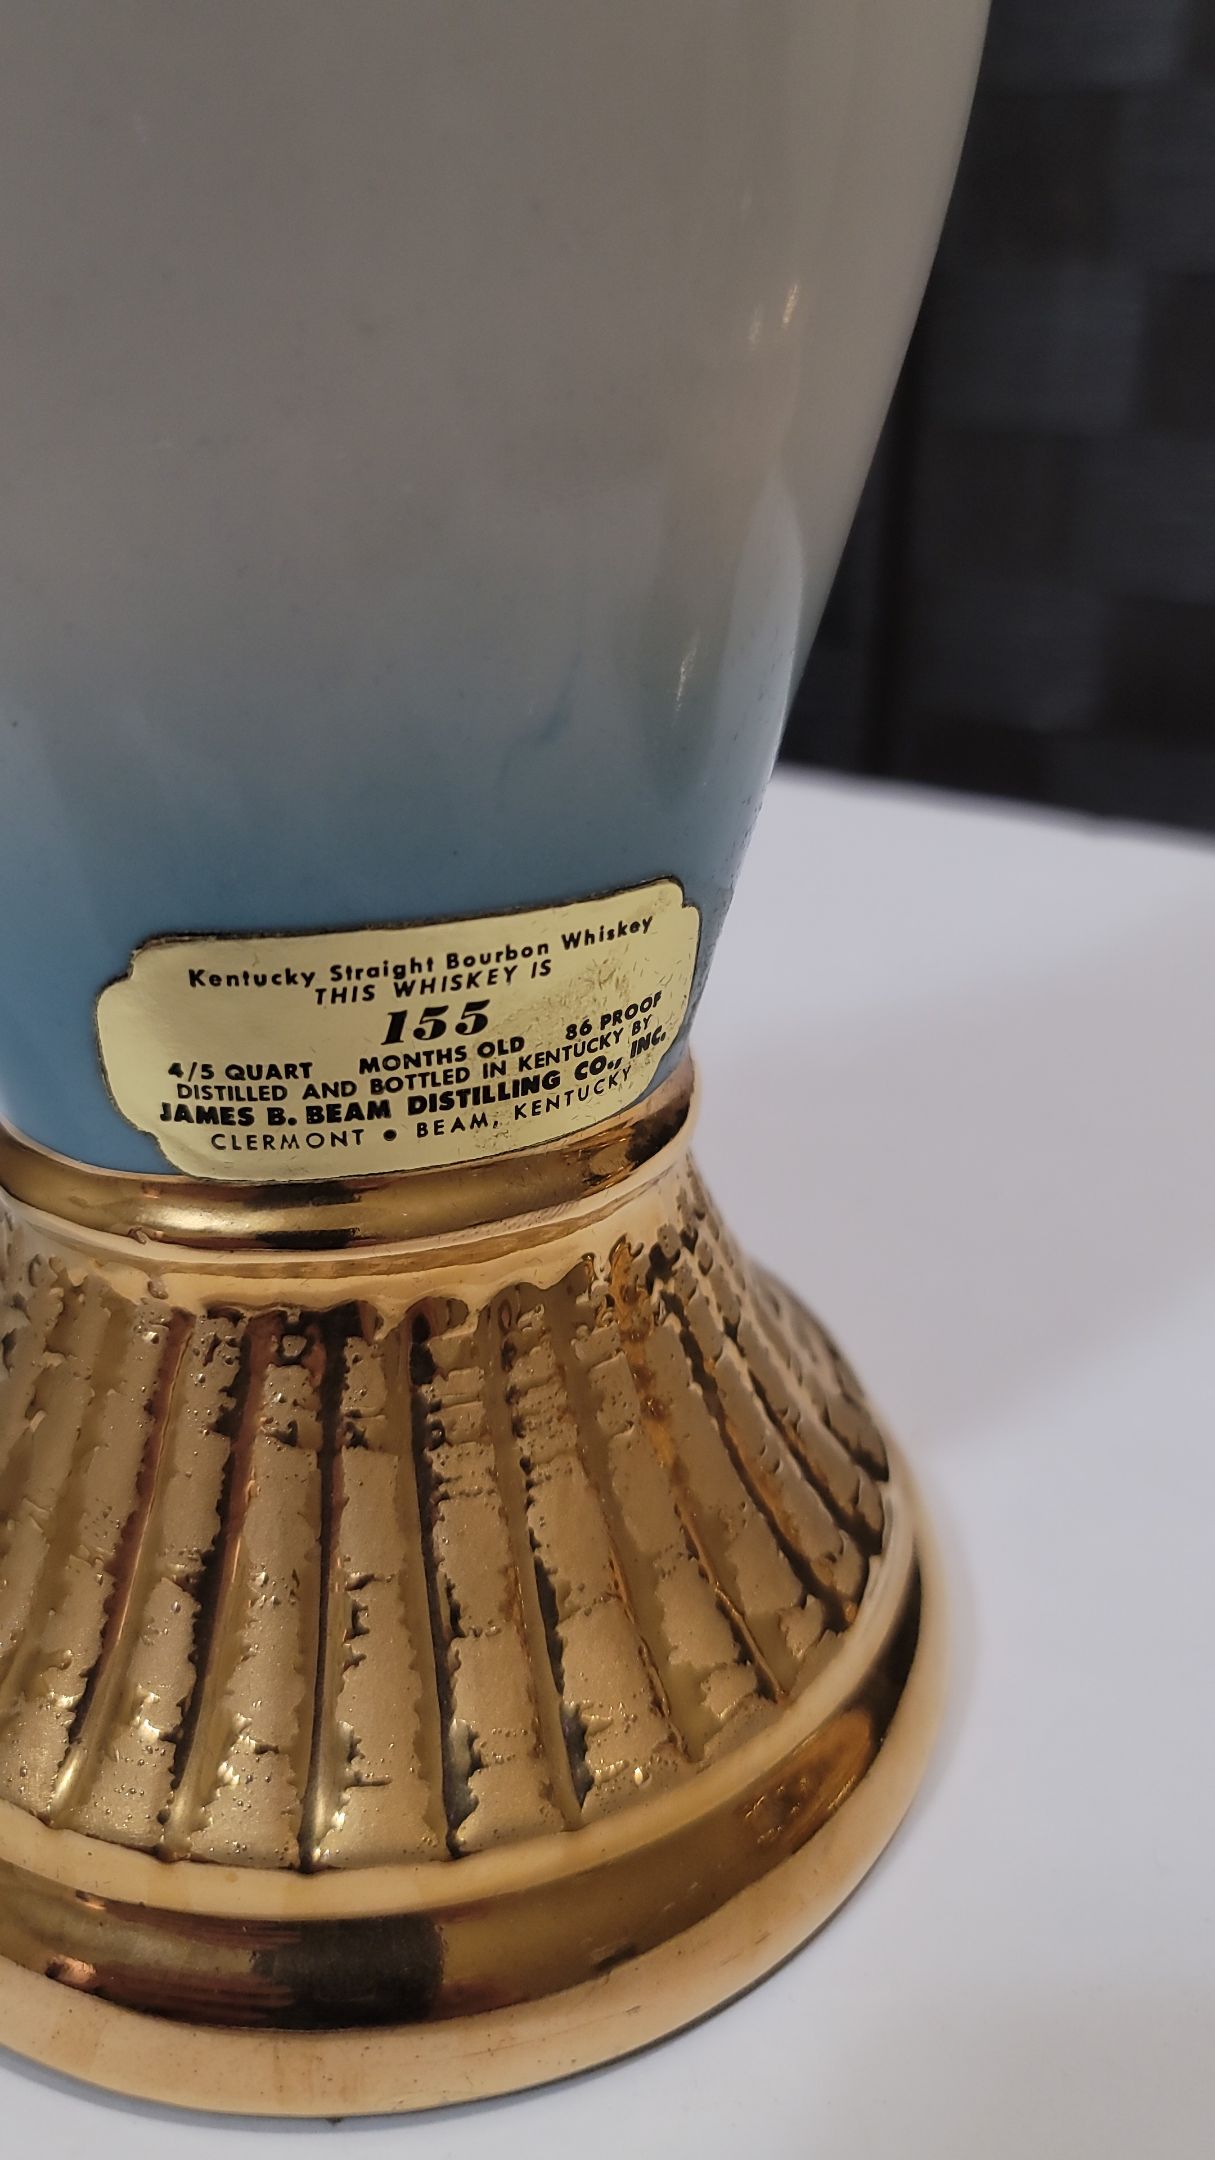 Kentucky Straight Bourbon Whiskey
THIS WHISKEY IS
155
4/5 QUART MONTHS OLD 86 PROOF
DISTILLED AND BOTTLED IN KENTUCKY BY
JAMES B. BEAM DISTILLING CO., INC.
CLERMONT • BEAM, KENTUCKY